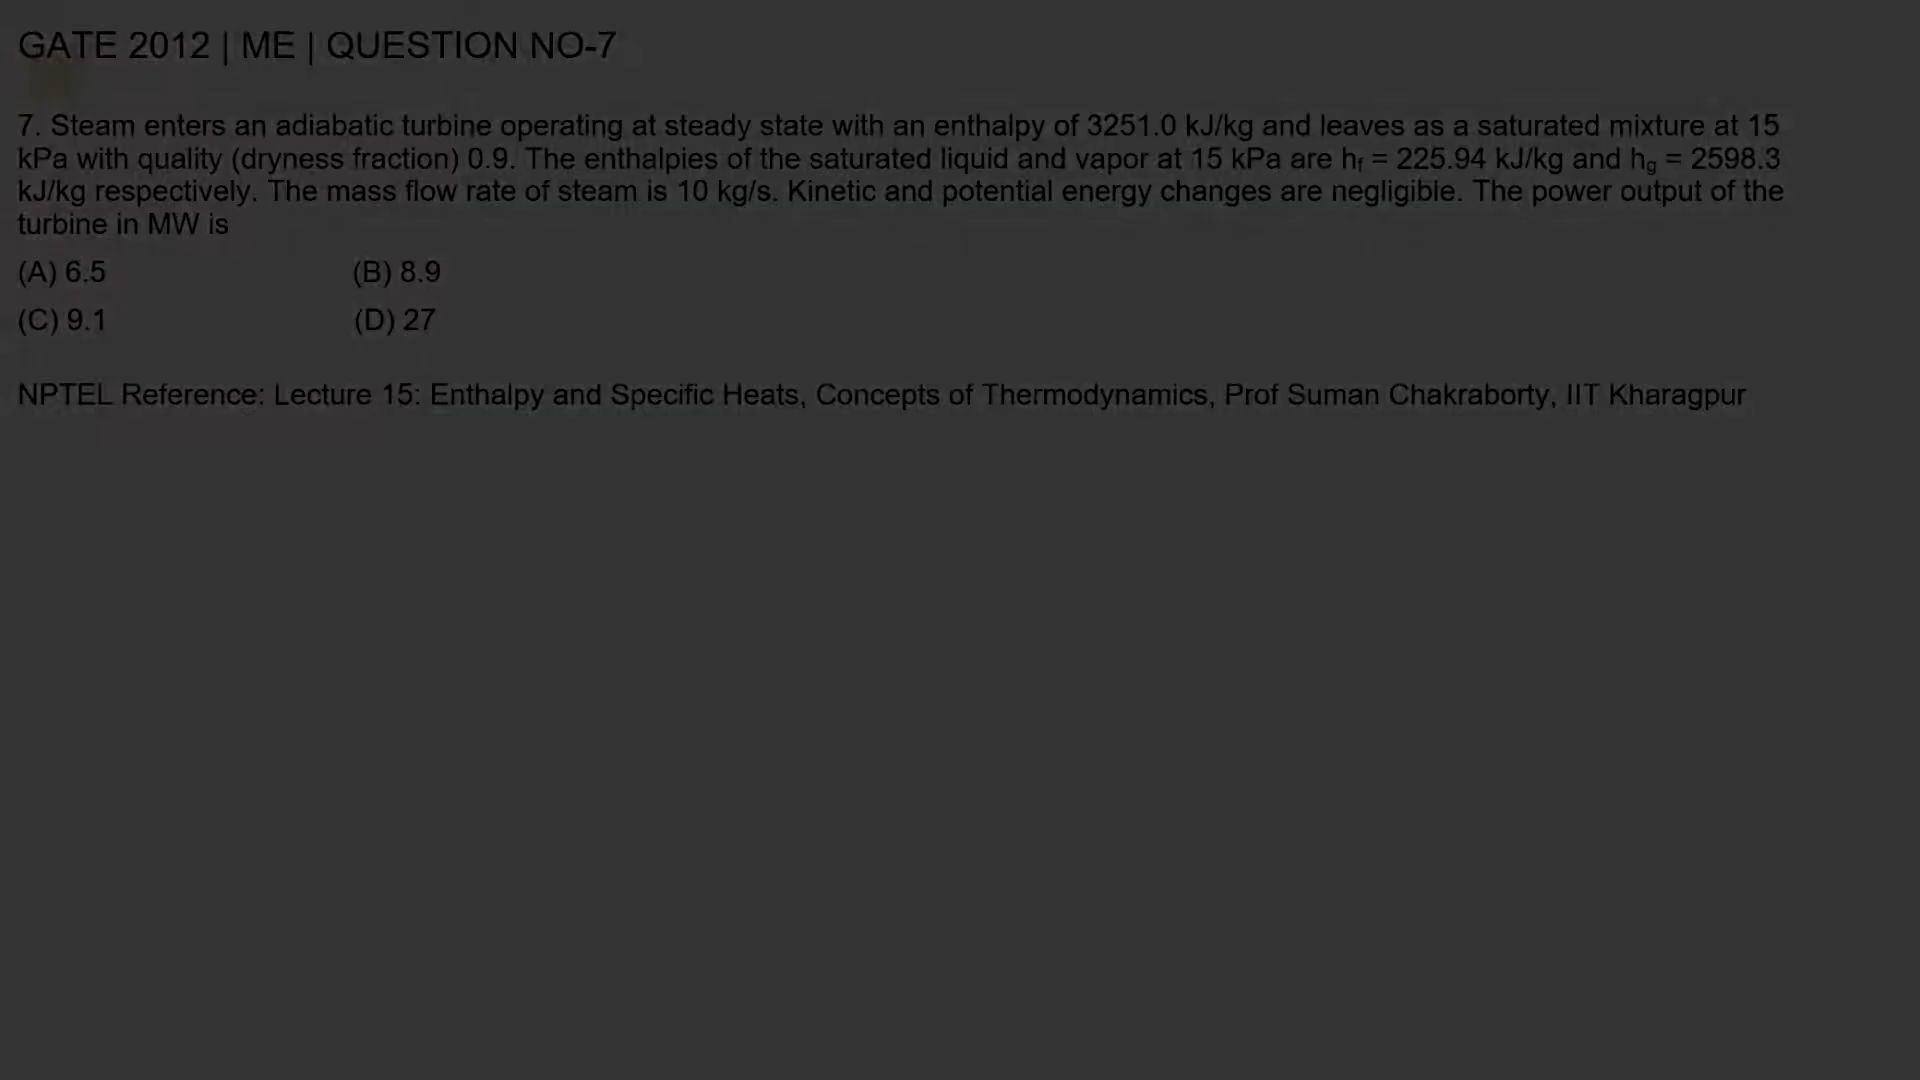 GATE 2012 | ME | QUESTION NO-7
7. Steam enters an adiabatic turbine operating at steady state with an enthalpy of 3251.0 kJ/kg and leaves as a saturated mixture at 15
kPa with quality (dryness fraction) 0.9. The enthalpies of the saturated liquid and vapor at 15 kPa are hf = 225.94 kJ/kg and hg = 2598.3
kJ/kg respectively. The mass flow rate of steam is 10 kg/s. Kinetic and potential energy changes are negligible. The power output of the
turbine in MW is
(A) 6.5 (B) 8.9
(C) 9.1 (D) 27
NPTEL Reference: Lecture 15: Enthalpy and Specific Heats, Concepts of Thermodynamics, Prof Suman Chakraborty, IIT Kharagpur